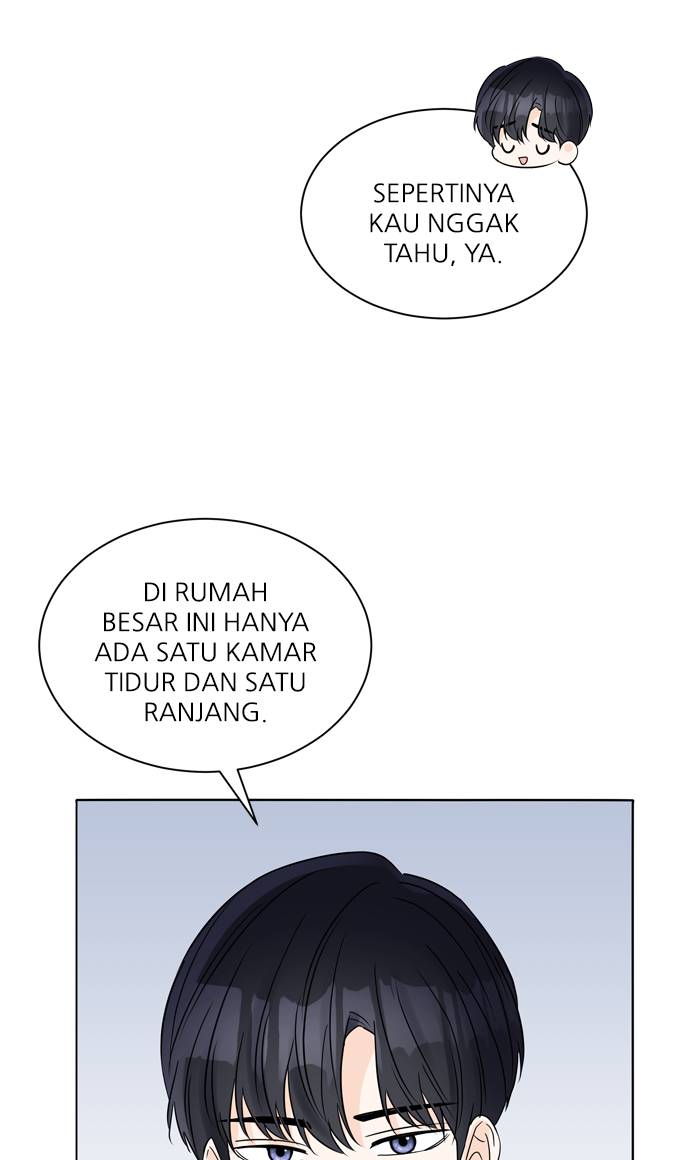 SEPERTINYA
KAU NGGAK
TAHU, YA.
DI RUMAH
BESAR INI HANYA
ADA SATU KAMAR
TIDUR DAN SATU
RANJANG.